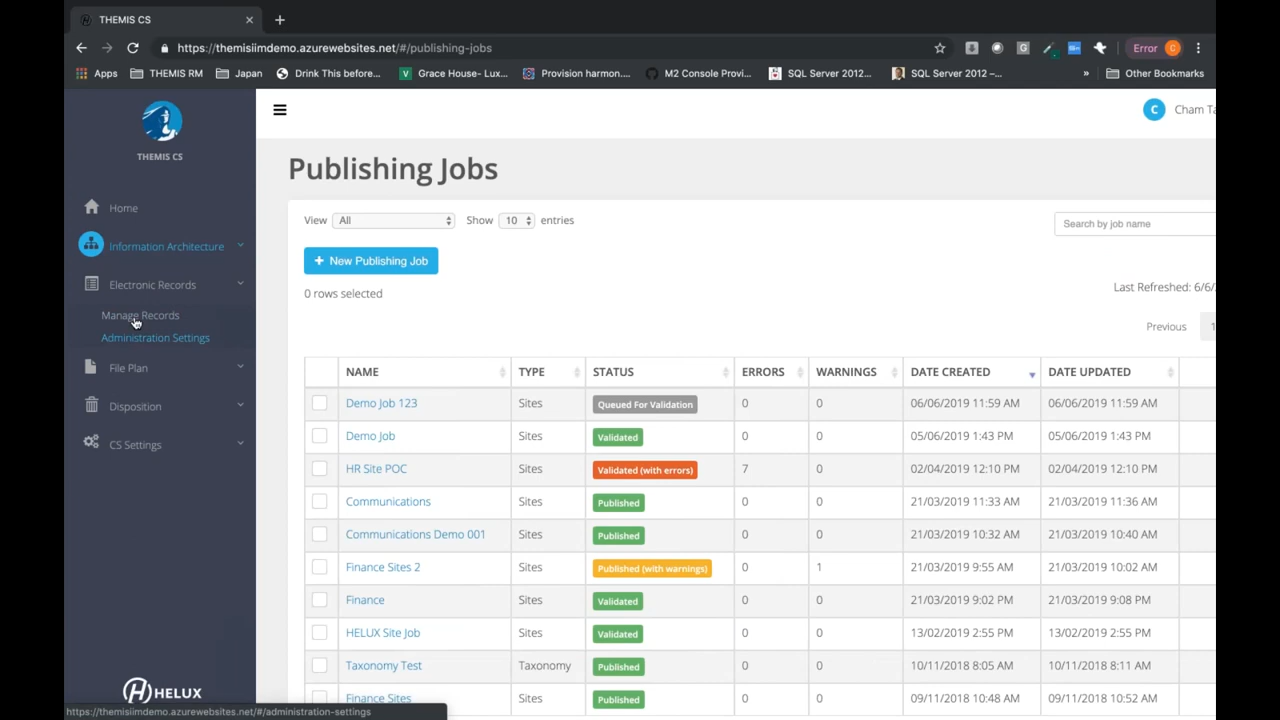 THEMIS CS
https://themisiimdemo.azurewebsites.net/#/publishing-jobs
Error C
Apps THEMIS RM Japan Drink This before... Grace House- Lux... Provision harmon.... M2 Console Provi... SQL Server 2012... SQL Server 2012 –... » Other Bookmarks
THEMIS CS
Home
Information Architecture
Electronic Records
Manage Records
Administration Settings
File Plan
Disposition
CS Settings
HELUX
https://themisiimdemo.azurewebsites.net/#/administration-settings
C Cham Ta
Publishing Jobs
View All Show 10 entries
Search by job name
+ New Publishing Job
0 rows selected
Last Refreshed: 6/6/
Previous 1
NAME TYPE STATUS ERRORS WARNINGS DATE CREATED DATE UPDATED
Demo Job 123 Sites Queued For Validation 0 0 06/06/2019 11:59 AM 06/06/2019 11:59 AM
Demo Job Sites Validated 0 0 05/06/2019 1:43 PM 05/06/2019 1:43 PM
HR Site POC Sites Validated (with errors) 7 0 02/04/2019 12:10 PM 02/04/2019 12:10 PM
Communications Sites Published 0 0 21/03/2019 11:33 AM 21/03/2019 11:36 AM
Communications Demo 001 Sites Published 0 0 21/03/2019 10:32 AM 21/03/2019 10:40 AM
Finance Sites 2 Sites Published (with warnings) 0 1 21/03/2019 9:55 AM 21/03/2019 10:03 AM
Finance Sites Validated 0 0 21/03/2019 9:02 PM 21/03/2019 9:08 PM
HELUX Site Job Sites Validated 0 0 13/02/2019 2:55 PM 13/02/2019 2:55 PM
Taxonomy Test Taxonomy Published 0 0 10/11/2018 8:05 AM 10/11/2018 8:11 AM
Finance Sites Sites Published 0 0 09/11/2018 10:41 AM 09/11/2018 10:52 AM